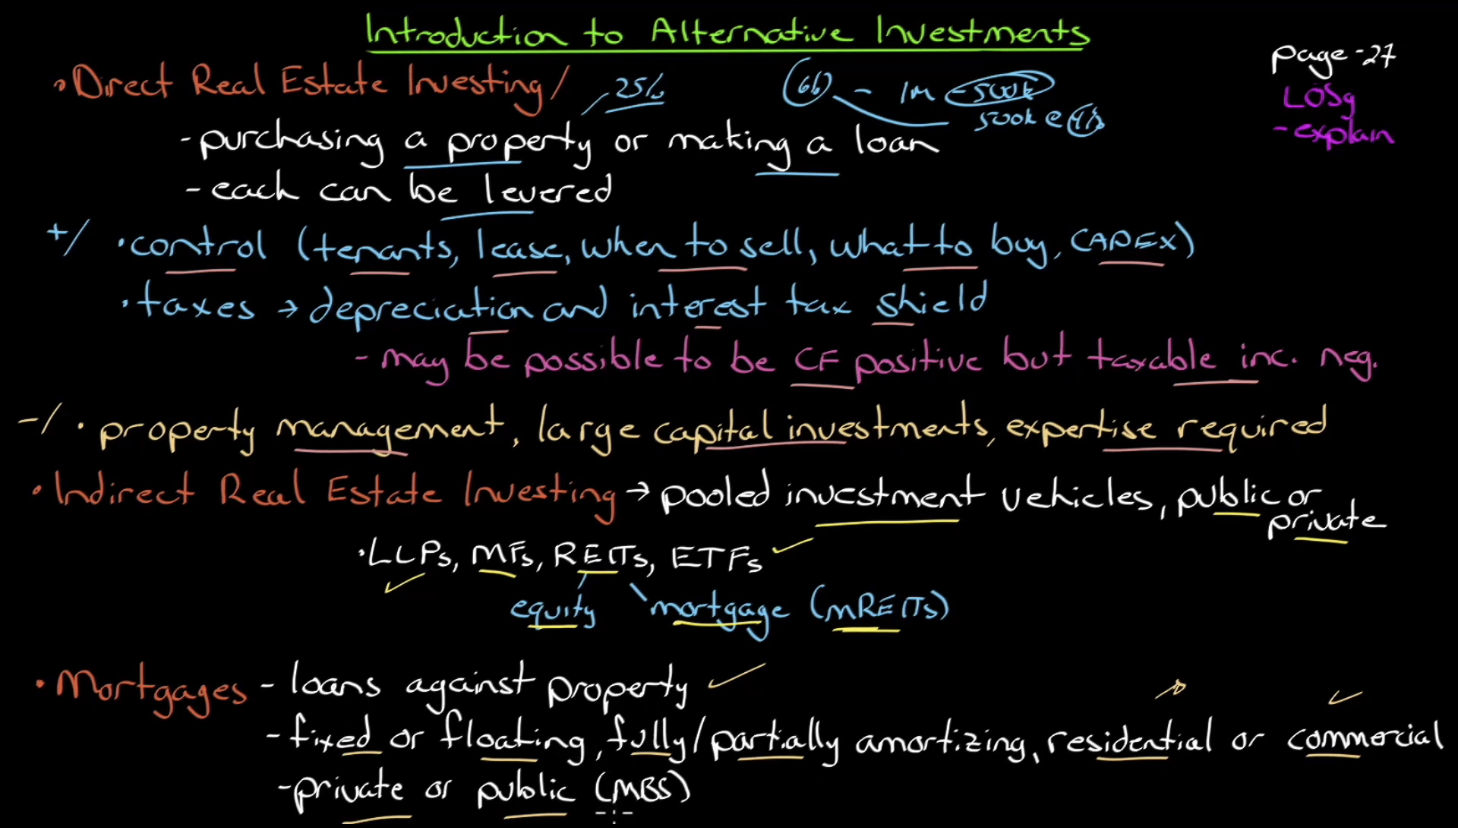 Introduction to Alternative Investments
page-27
LOSg
-explain
• Direct Real Estate Investing/
25%
- 1M -500k
500k @
-purchasing a property or making a loan
-each can be levered
+/ • control (tenants, lease, when to sell, what to buy, CAPEX)
• taxes → depreciation and interest tax shield
- may be possible to be CF positive but taxable inc. neg.
-/ • property management, large capital investments, expertise required
• Indirect Real Estate Investing → pooled investment vehicles, public or
private
• LLPs, MFs, REITs, ETFs
equity mortgage (mREITs)
• Mortgages - loans against property
- fixed or floating, fully/partially amortizing, residential or commercial
-private or public (MBS)